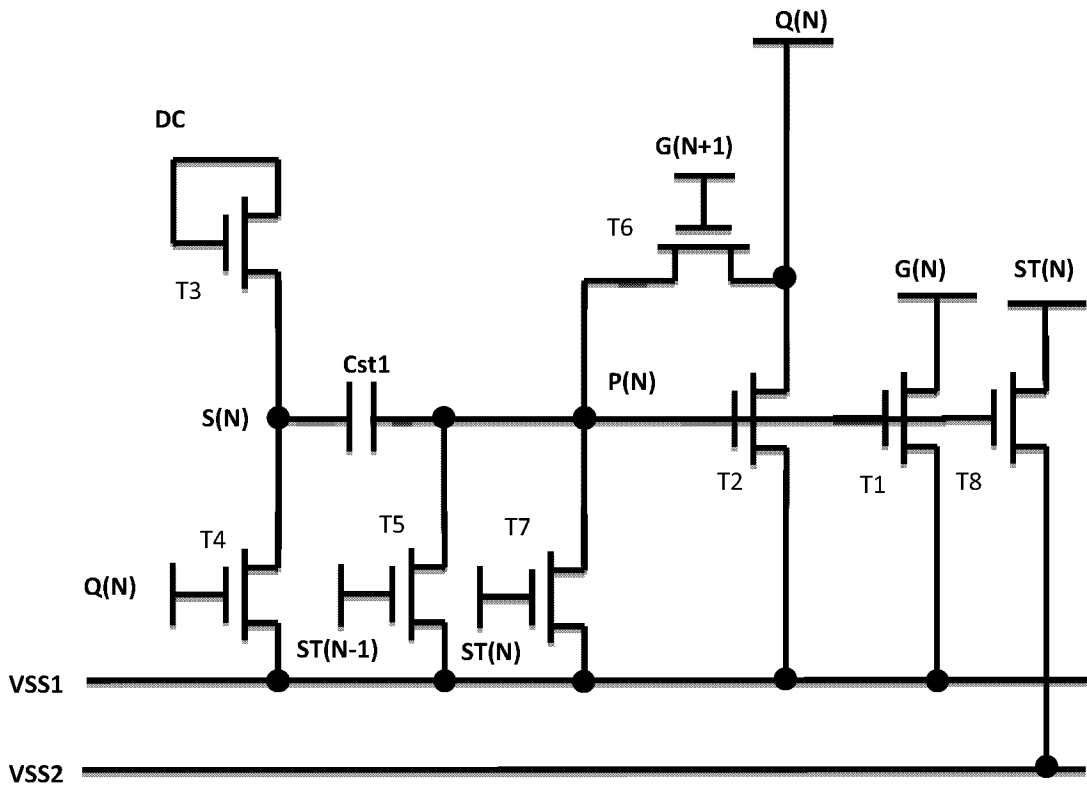 Q(N)
DC
G(N+1)
T6
G(N)
ST(N)
T3
Cst1
P(N)
S(N)
T2
T1
T8
T4
T5
T7
Q(N)
ST(N-1)
ST(N)
VSS1
VSS2